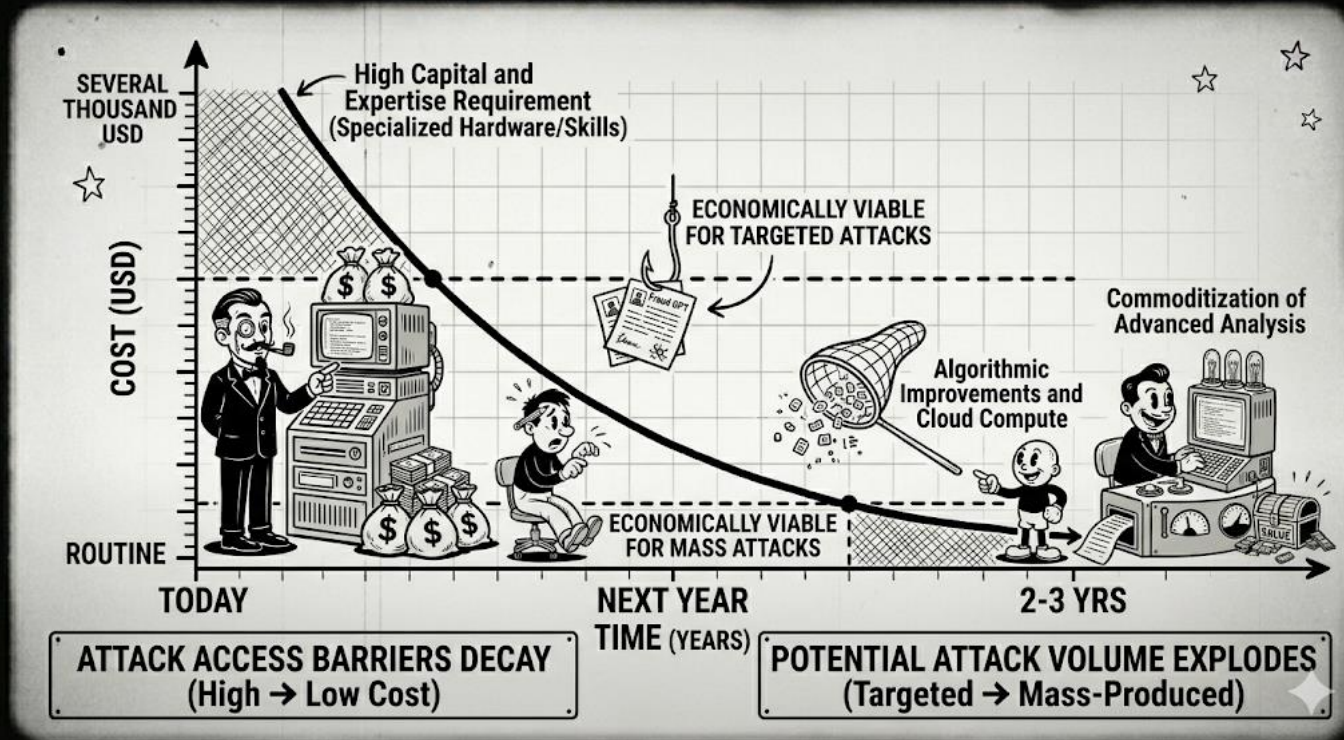 SEVERAL
THOUSAND
USD
High Capital and
Expertise Requirement
(Specialized Hardware/Skills)
ECONOMICALLY VIABLE
FOR TARGETED ATTACKS
Fraud GPT
COST (USD)
$ $
Commoditization of
Advanced Analysis
Algorithmic
Improvements and
Cloud Compute
$ $ $
ECONOMICALLY VIABLE
FOR MASS ATTACKS
ROUTINE
TODAY
NEXT YEAR
2-3 YRS
TIME (YEARS)
ATTACK ACCESS BARRIERS DECAY
(High → Low Cost)
POTENTIAL ATTACK VOLUME EXPLODES
(Targeted → Mass-Produced)